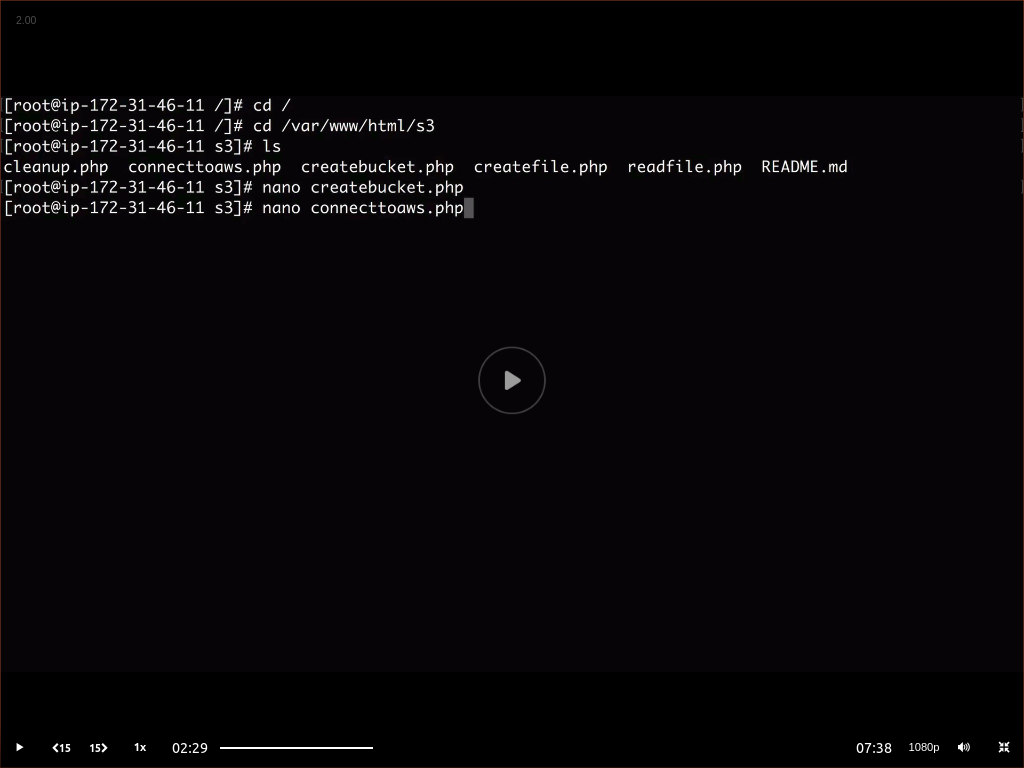 2.00
[root@ip-172-31-46-11 /]# cd /
[root@ip-172-31-46-11 /]# cd /var/www/html/s3
[root@ip-172-31-46-11 s3]# ls
cleanup.php  connecttoaws.php  createbucket.php  createfile.php  readfile.php  README.md
[root@ip-172-31-46-11 s3]# nano createbucket.php
[root@ip-172-31-46-11 s3]# nano connecttoaws.php
15 15 1x 02:29 07:38 1080p